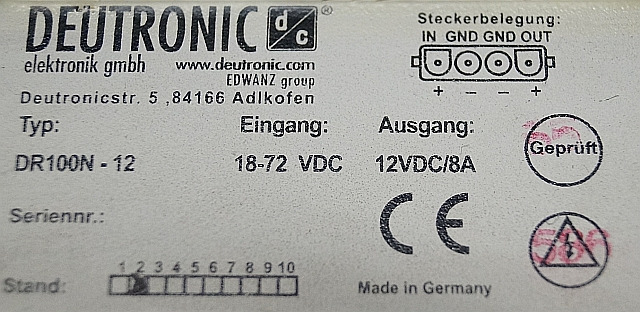 DEUTRONIC dc®
elektronik gmbh www.deutronic.com
EDWANZ group
Deutronicstr. 5 ,84166 Adlkofen
Steckerbelegung:
IN GND GND OUT
+ − − +
Typ: Eingang: Ausgang:
DR100N - 12 18-72 VDC 12VDC/8A
Geprüft
Seriennr.:
CE
1 2 3 4 5 6 7 8 9 10
Stand:
Made in Germany